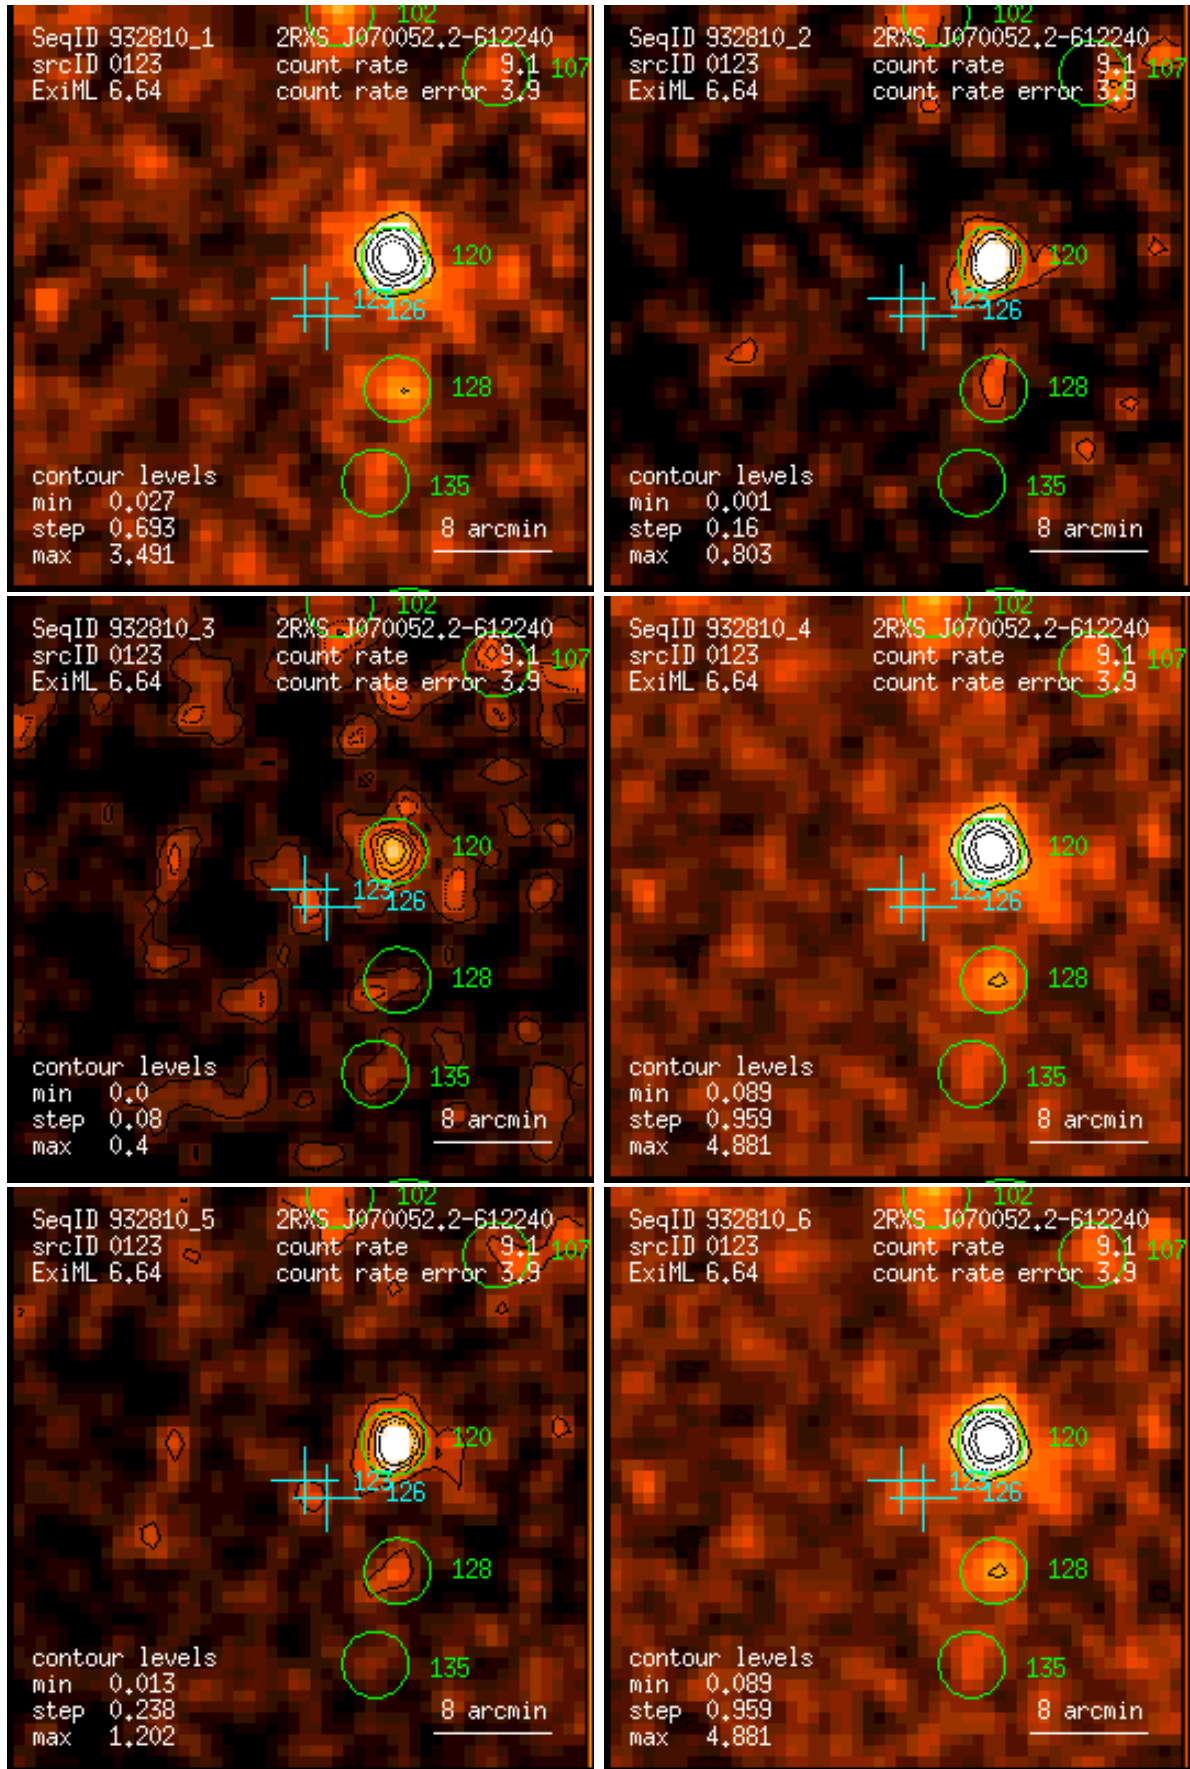 102
SeqID 932810_1 2RXS J070052.2-612240
srcID 0123 count rate 9.1 107
ExiML 6.64 count rate error 3.9
120
123
126
128
contour levels
min 0.027 135
step 0.693 8 arcmin
max 3.491
102
SeqID 932810_2 2RXS J070052.2-612240
srcID 0123 count rate 9.1 107
ExiML 6.64 count rate error 3.9
120
123
126
128
contour levels
min 0.001 135
step 0.16 8 arcmin
max 0.803
102
SeqID 932810_3 2RXS J070052.2-612240
srcID 0123 count rate 9.1 107
ExiML 6.64 count rate error 3.9
120
123
126
128
contour levels
min 0.0 135
step 0.08 8 arcmin
max 0.4
102
SeqID 932810_4 2RXS J070052.2-612240
srcID 0123 count rate 9.1 107
ExiML 6.64 count rate error 3.9
120
123
126
128
contour levels
min 0.089 135
step 0.959 8 arcmin
max 4.881
102
SeqID 932810_5 2RXS J070052.2-612240
srcID 0123 count rate 9.1 107
ExiML 6.64 count rate error 3.9
120
123
126
128
contour levels
min 0.013 135
step 0.238 8 arcmin
max 1.202
102
SeqID 932810_6 2RXS J070052.2-612240
srcID 0123 count rate 9.1 107
ExiML 6.64 count rate error 3.9
120
123
126
128
contour levels
min 0.089 135
step 0.959 8 arcmin
max 4.881